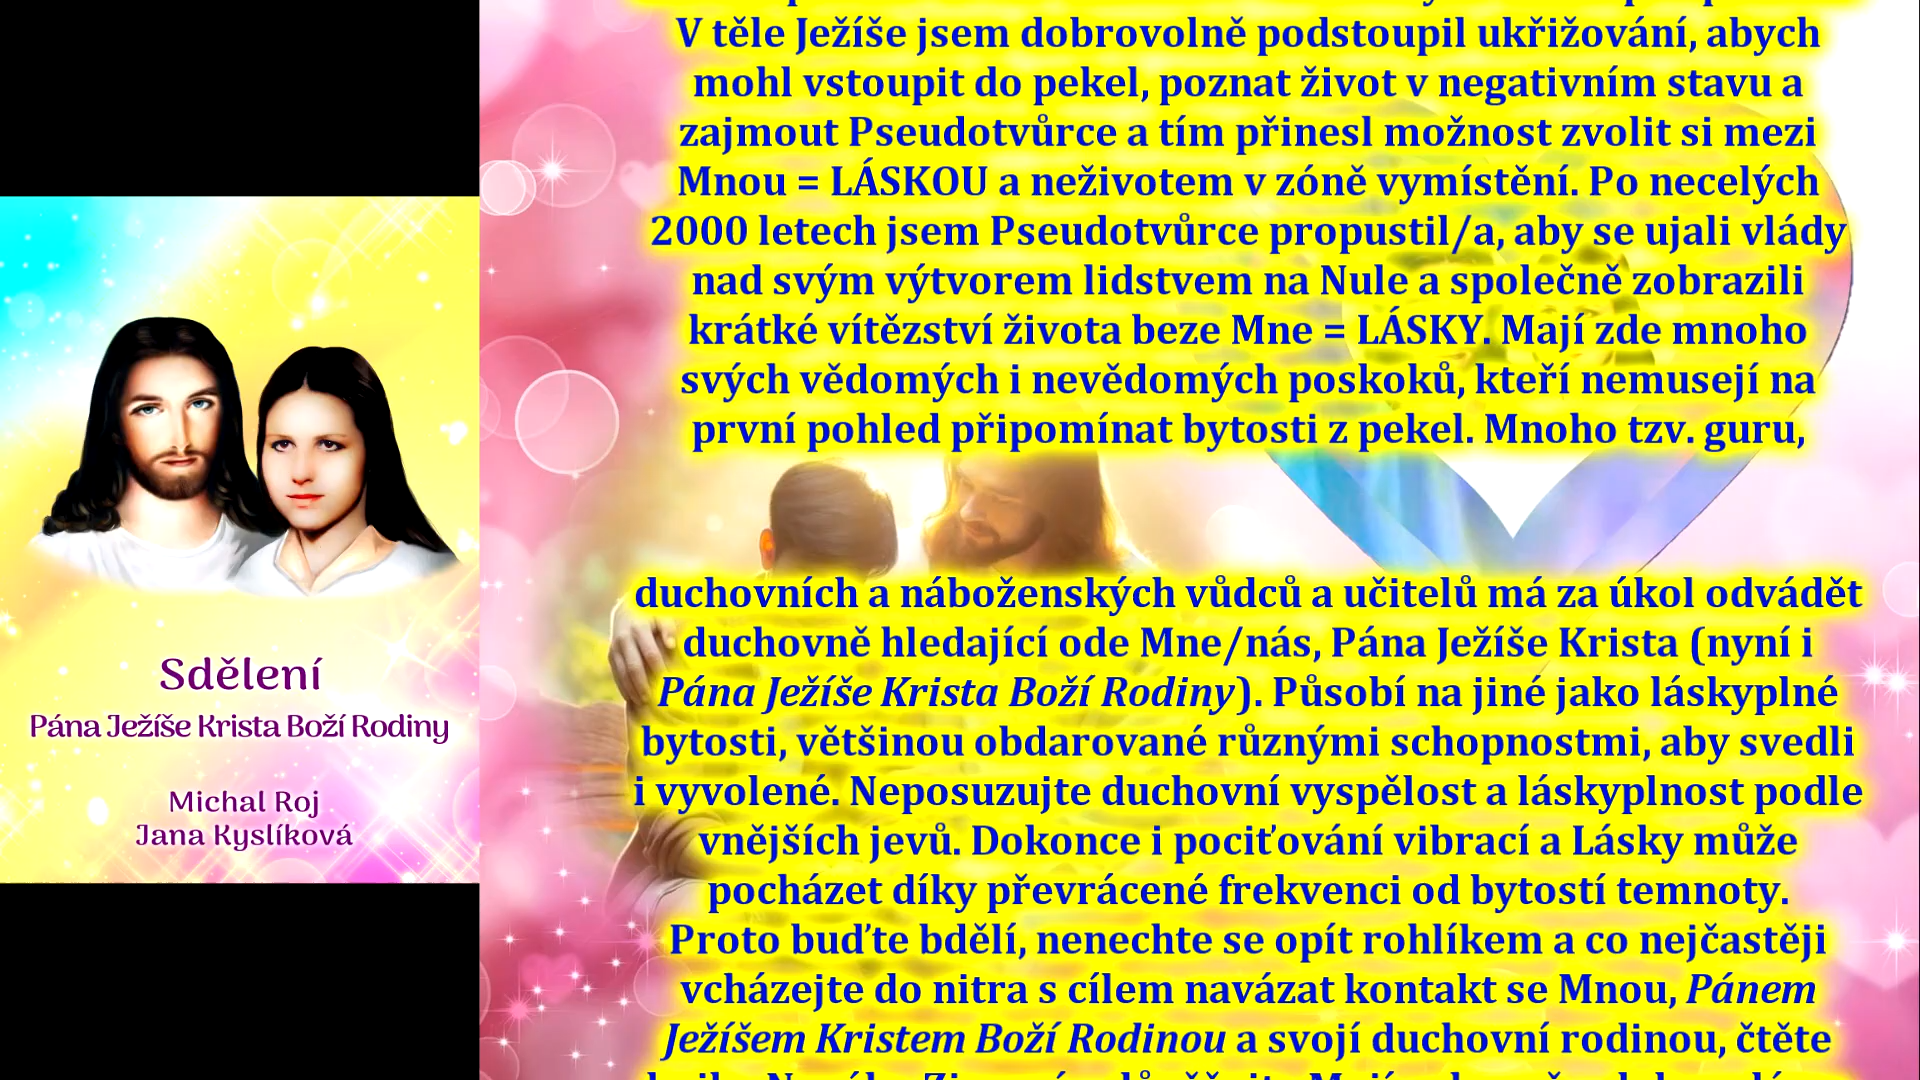 V těle Ježíše jsem dobrovolně podstoupil ukřižování, abych
mohl vstoupit do pekel, poznat život v negativním stavu a
zajmout Pseudotvůrce a tím přinesl možnost zvolit si mezi
Mnou = LÁSKOU a neživotem v zóně vymístění. Po necelých
2000 letech jsem Pseudotvůrce propustil/a, aby se ujali vlády
nad svým výtvorem lidstvem na Nule a společně zobrazili
krátké vítězství života beze Mne = LÁSKY. Mají zde mnoho
svých vědomých i nevědomých poskoků, kteří nemusejí na
první pohled připomínat bytosti z pekel. Mnoho tzv. guru,
duchovních a náboženských vůdců a učitelů má za úkol odvádět
duchovně hledající ode Mne/nás, Pána Ježíše Krista (nyní i
Pána Ježíše Krista Boží Rodiny). Působí na jiné jako láskyplné
bytosti, většinou obdarované různými schopnostmi, aby svedli
i vyvolené. Neposuzujte duchovní vyspělost a láskyplnost podle
vnějších jevů. Dokonce i pociťování vibrací a Lásky může
pocházet díky převrácené frekvenci od bytostí temnoty.
Proto buďte bdělí, nenechte se opít rohlíkem a co nejčastěji
vcházejte do nitra s cílem navázat kontakt se Mnou, Pánem
Ježíšem Kristem Boží Rodinou a svojí duchovní rodinou, čtěte
Sdělení
Pána Ježíše Krista Boží Rodiny
Michal Roj
Jana Kyslíková